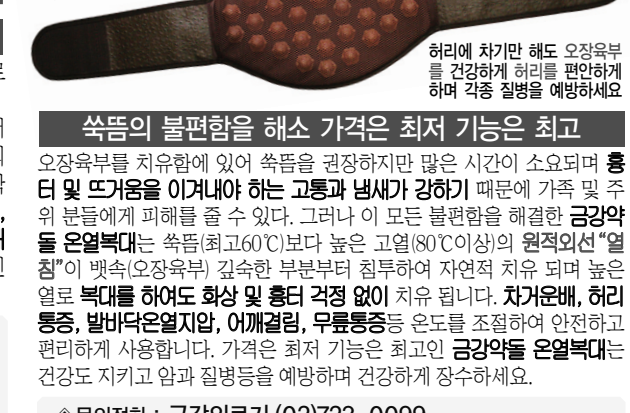 허리에 차기만 해도 오장육부
를 건강하게 허리를 편안하게
하며 각종 질병을 예방하세요
쑥뜸의 불편함을 해소 가격은 최저 기능은 최고
오장육부를 치유함에 있어 쑥뜸을 권장하지만 많은 시간이 소요되며 흉
터 및 뜨거움을 이겨내야 하는 고통과 냄새가 강하기 때문에 가족 및 주
위 분들에게 피해를 줄 수 있다. 그러나 이 모든 불편함을 해결한 금강약
돌 온열복대는 쑥뜸(최고60℃)보다 높은 고열(80℃이상)의 원적외선 “열
침”이 뱃속(오장육부) 깊숙한 부분부터 침투하여 자연적 치유 되며 높은
열로 복대를 하여도 화상 및 흉터 걱정 없이 치유 됩니다. 차거운배, 허리
통증, 발바닥온열지압, 어깨결림, 무릎통증등 온도를 조절하여 안전하고
편리하게 사용합니다. 가격은 최저 기능은 최고인 금강약돌 온열복대는
건강도 지키고 암과 질병등을 예방하며 건강하게 장수하세요.